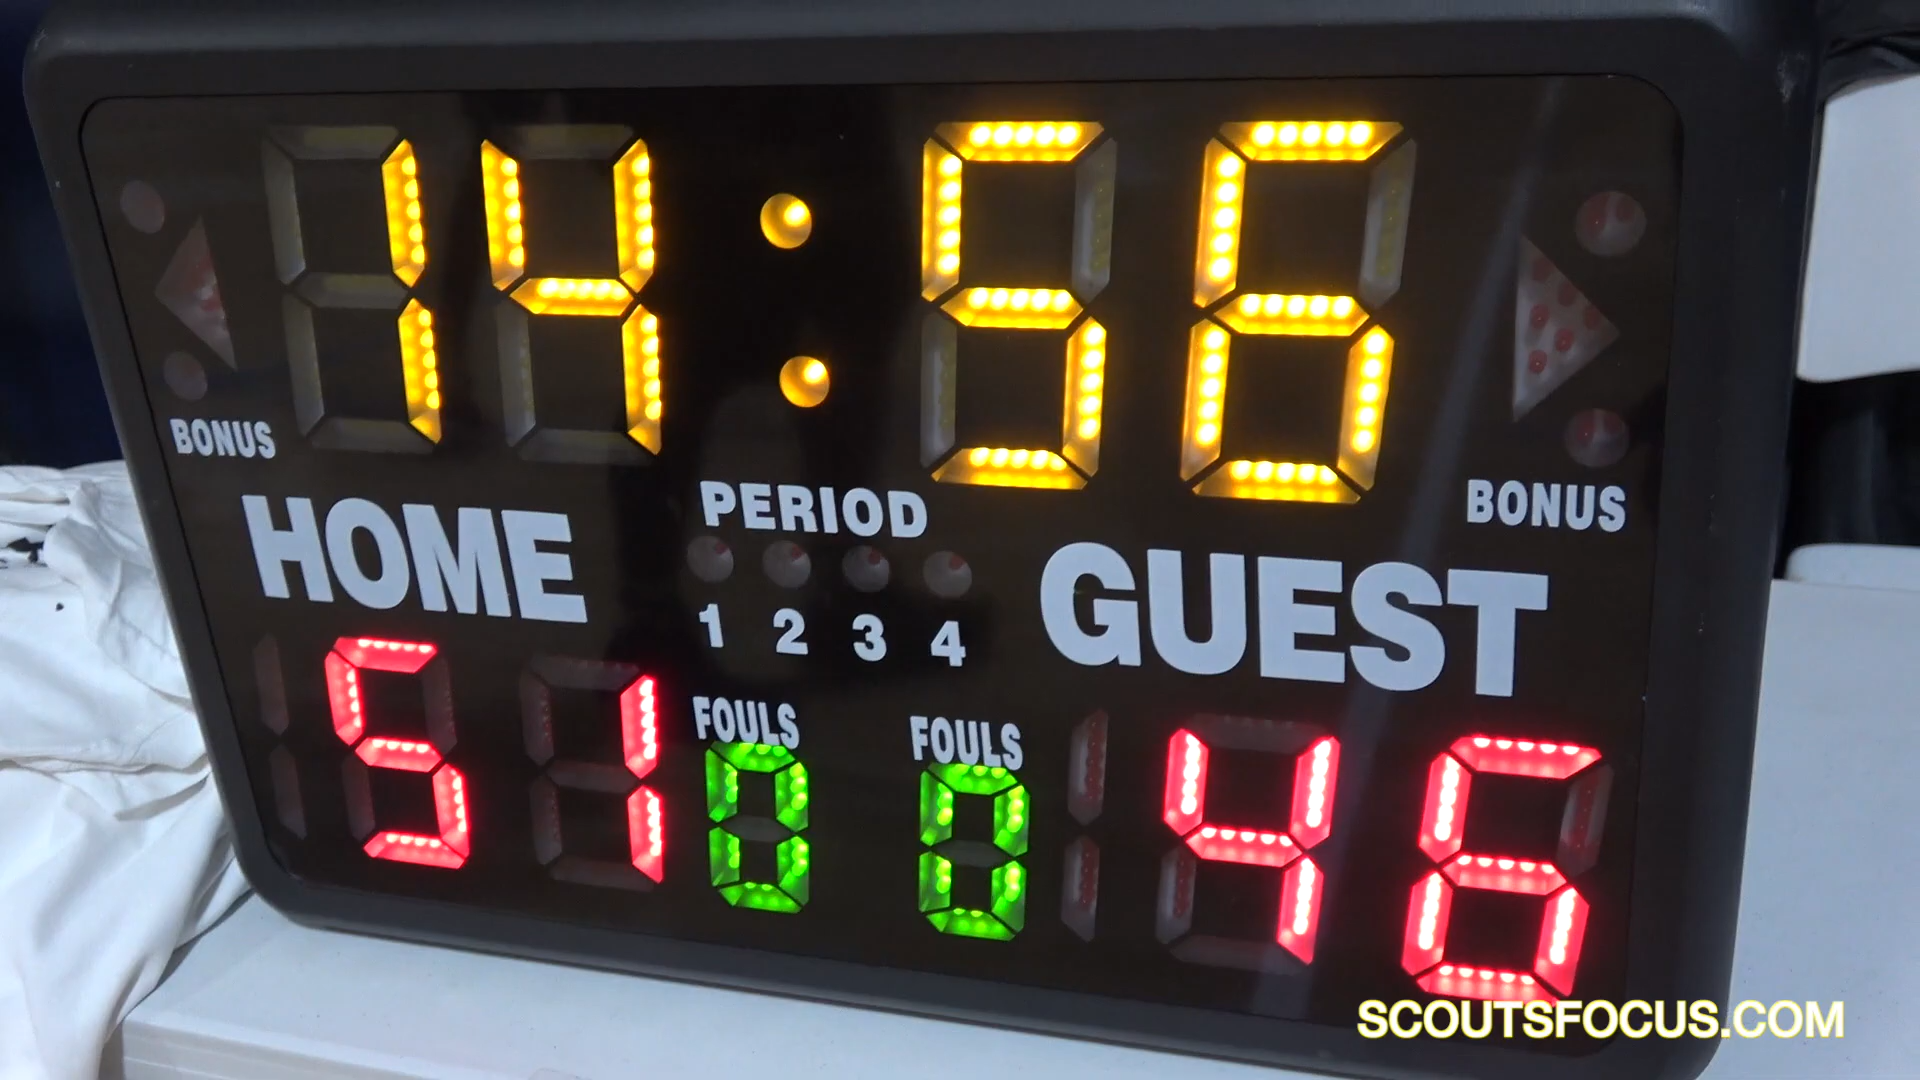 14:56
BONUS
PERIOD
BONUS
HOME
GUEST
1 2 3 4
FOULS
FOULS
51
0
0
46
SCOUTSFOCUS.COM